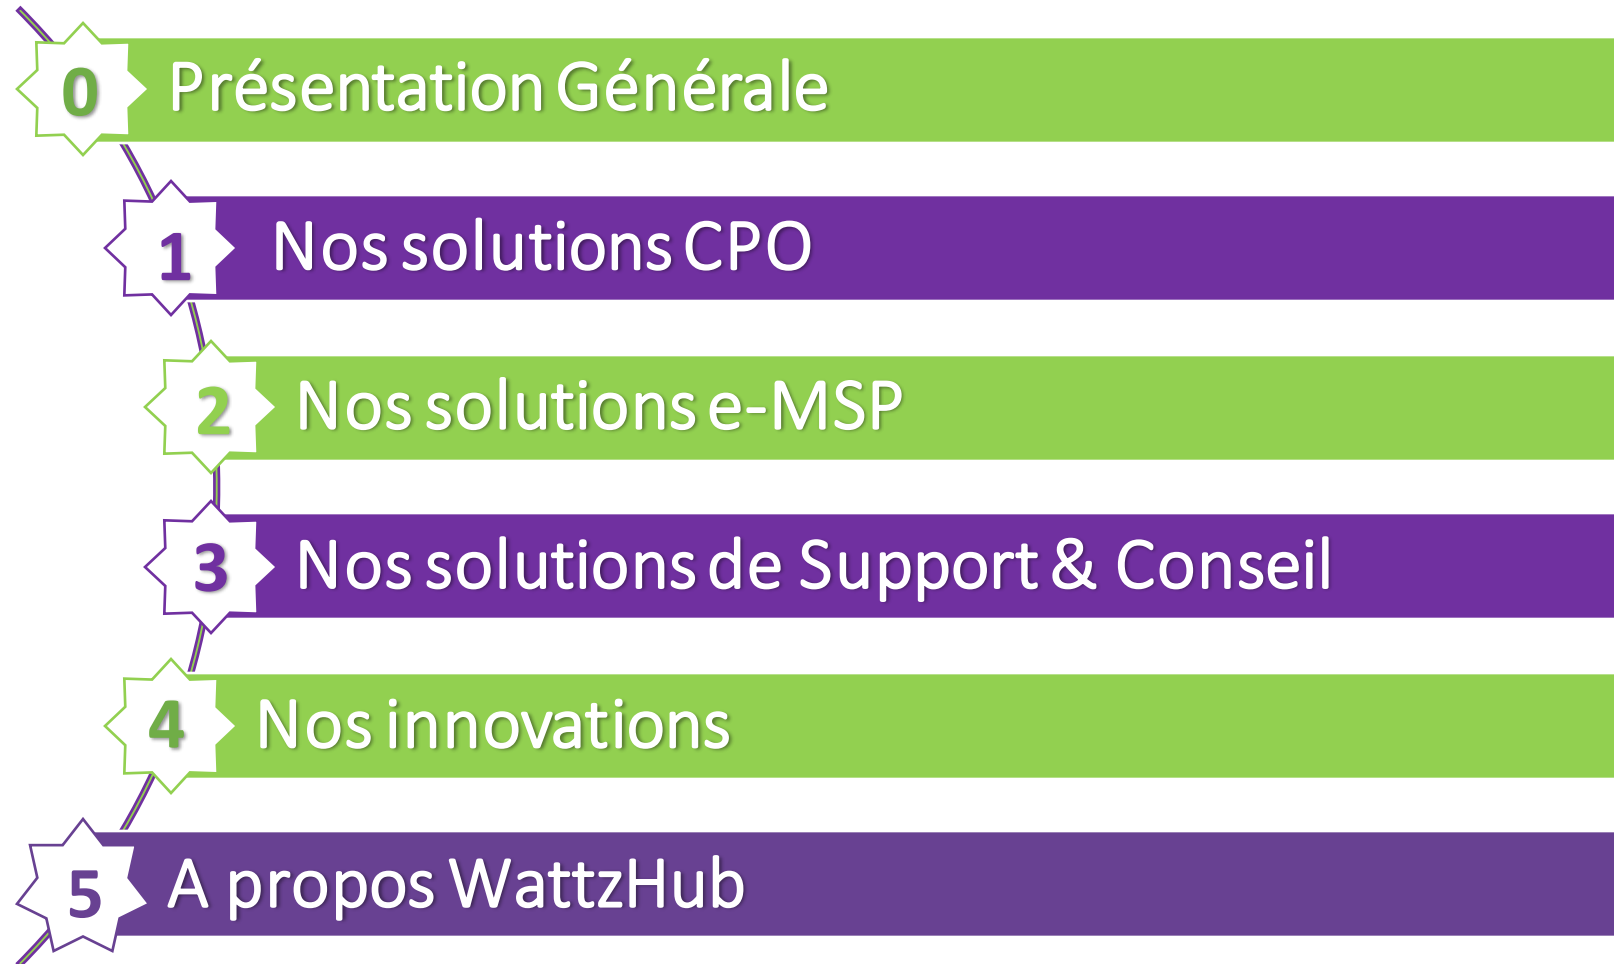 0 Présentation Générale
1 Nos solutions CPO
2 Nos solutions e-MSP
3 Nos solutions de Support & Conseil
4 Nos innovations
5 A propos WattzHub